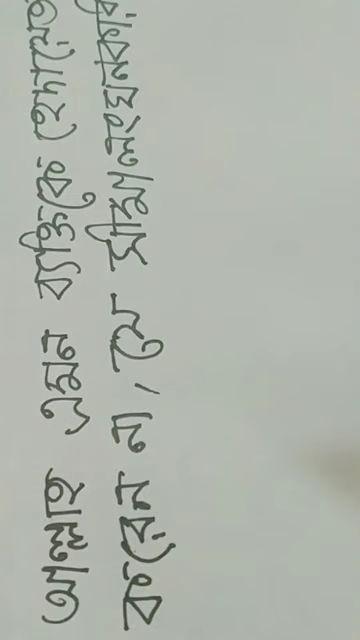 আল্লাহ এমন ব্যক্তিকে হেদায়েত
করেন না, যে সীমালংঘনকারী